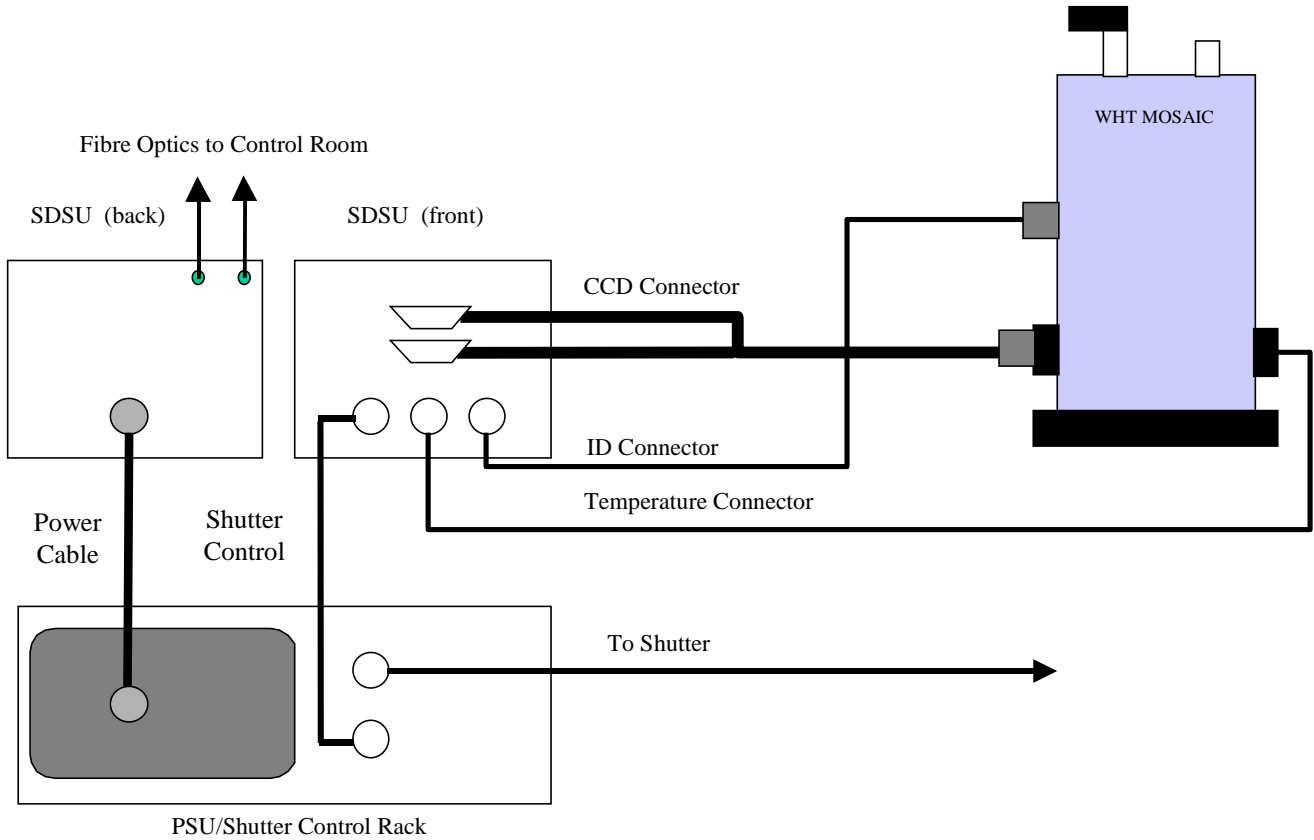 WHT MOSAIC
Fibre Optics to Control Room
SDSU (back)
SDSU (front)
CCD Connector
ID Connector
Temperature Connector
Power
Cable
Shutter
Control
To Shutter
PSU/Shutter Control Rack